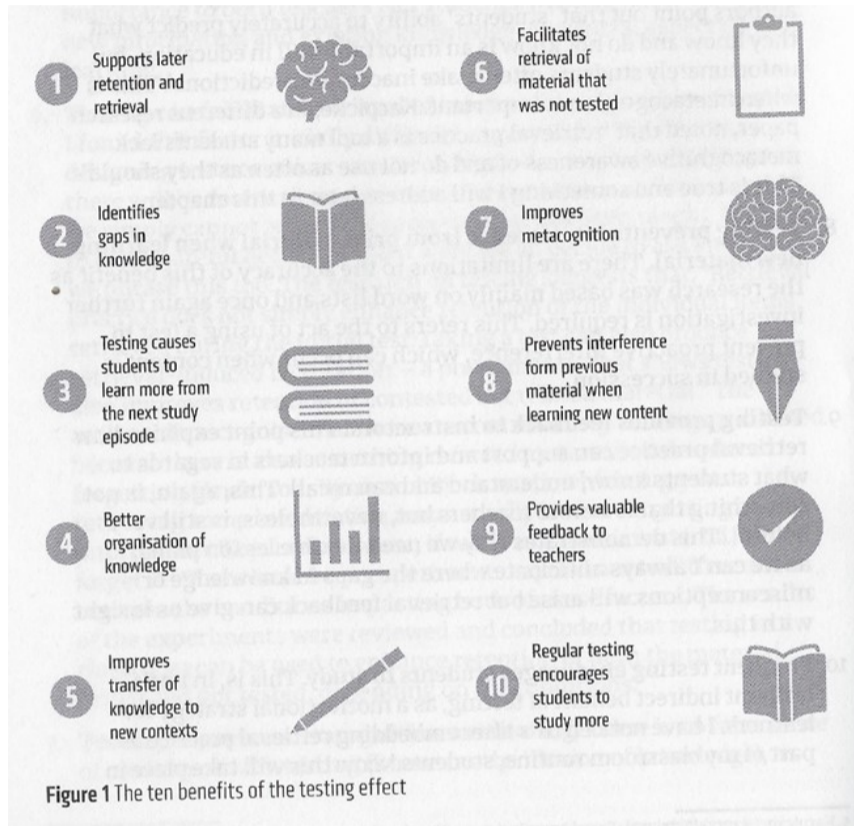 1
Supports later
retention and
retrieval
2
Identifies
gaps in
knowledge
3
Testing causes
students to
learn more from
the next study
episode
4
Better
organisation of
knowledge
5
Improves
transfer of
knowledge to
new contexts
6
Facilitates
retrieval of
material that
was not tested
7
Improves
metacognition
8
Prevents interference
form previous
material when
learning new content
9
Provides valuable
feedback to
teachers
10
Regular testing
encourages
students to
study more
Figure 1 The ten benefits of the testing effect